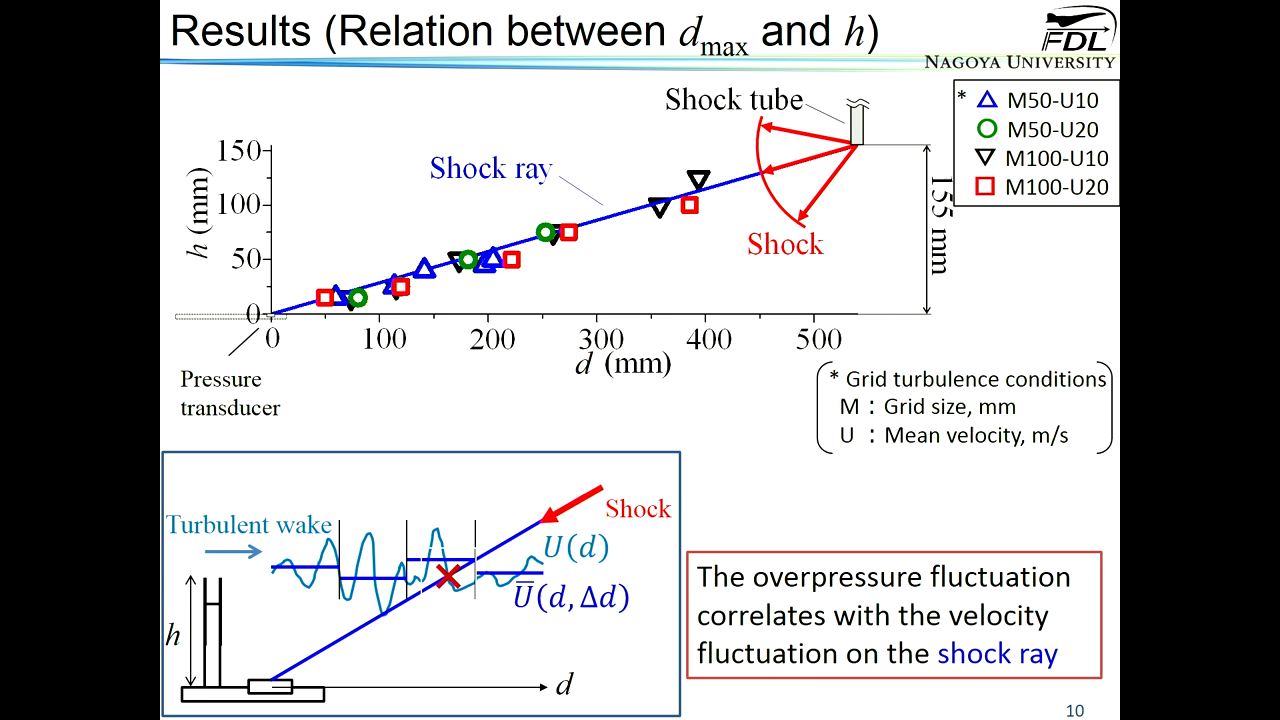 Results (Relation between dmax and h)
FDL
NAGOYA UNIVERSITY
* M50-U10
M50-U20
M100-U10
M100-U20
Shock tube
Shock ray
Shock
155 mm
h (mm)
150
100
50
0
0 100 200 300 400 500
d (mm)
Pressure
transducer
* Grid turbulence conditions
M : Grid size, mm
U : Mean velocity, m/s
Shock
Turbulent wake
U(d)
U̅(d, Δd)
h
d
The overpressure fluctuation
correlates with the velocity
fluctuation on the shock ray
10